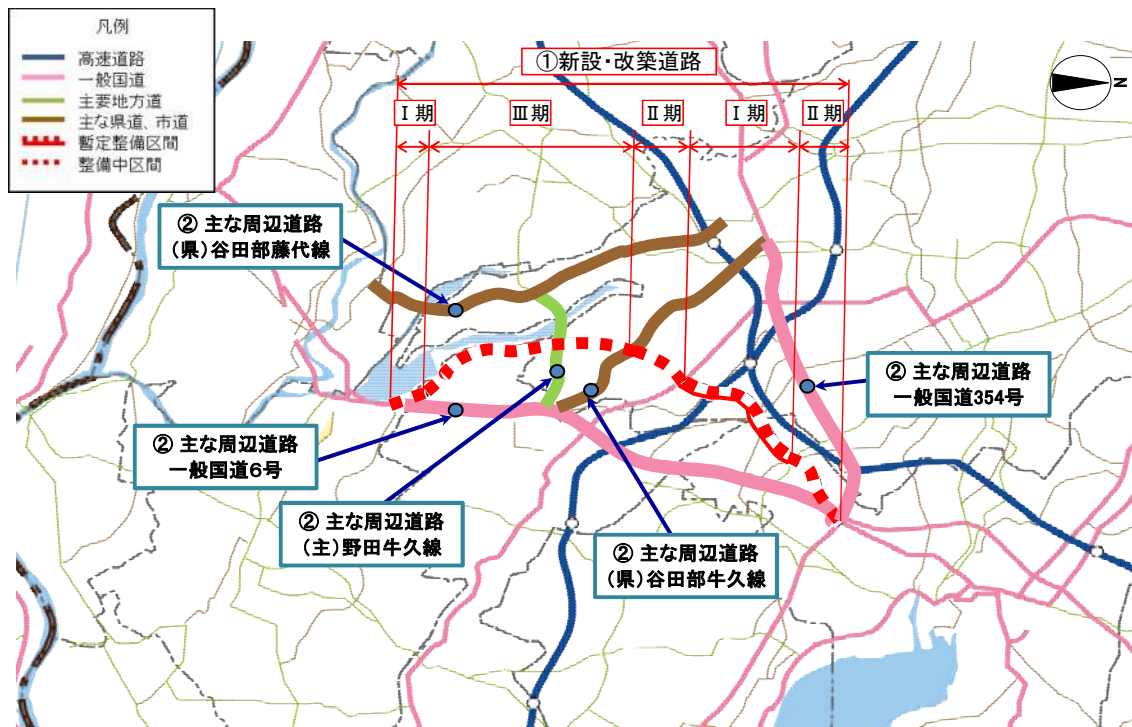 凡例
高速道路
一般国道
主要地方道
主な県道、市道
暫定整備区間
整備中区間
①新設・改築道路
Ⅰ期
Ⅲ期
Ⅱ期
Ⅰ期
Ⅱ期
N
② 主な周辺道路
(県)谷田部藤代線
② 主な周辺道路
一般国道354号
② 主な周辺道路
一般国道6号
② 主な周辺道路
(主)野田牛久線
② 主な周辺道路
(県)谷田部牛久線